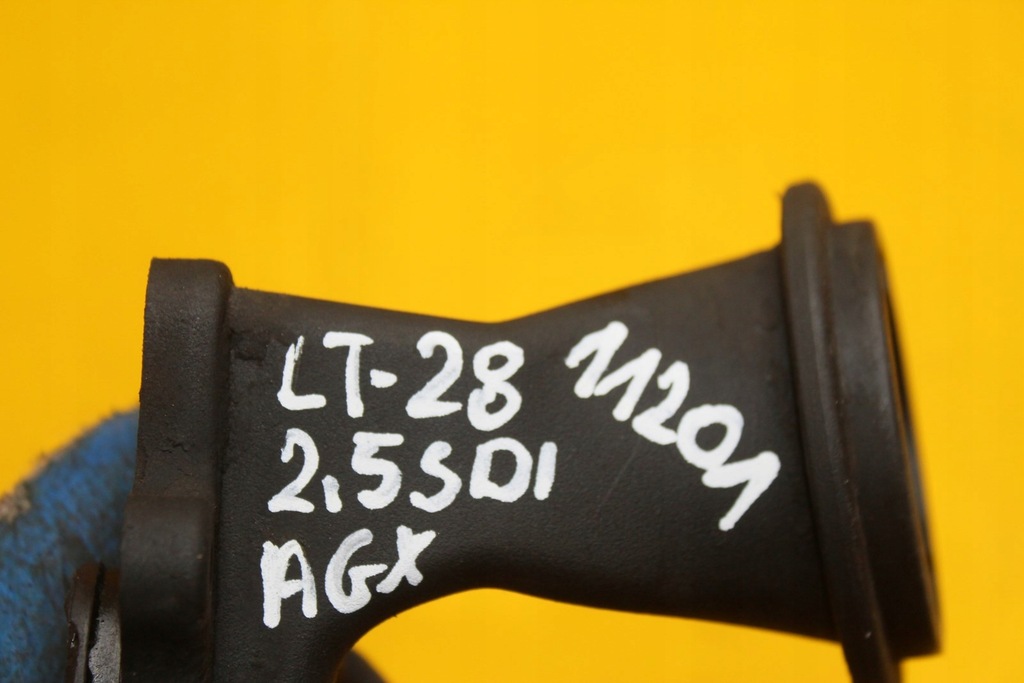 LT-28
2,5SDI
AGX
11201